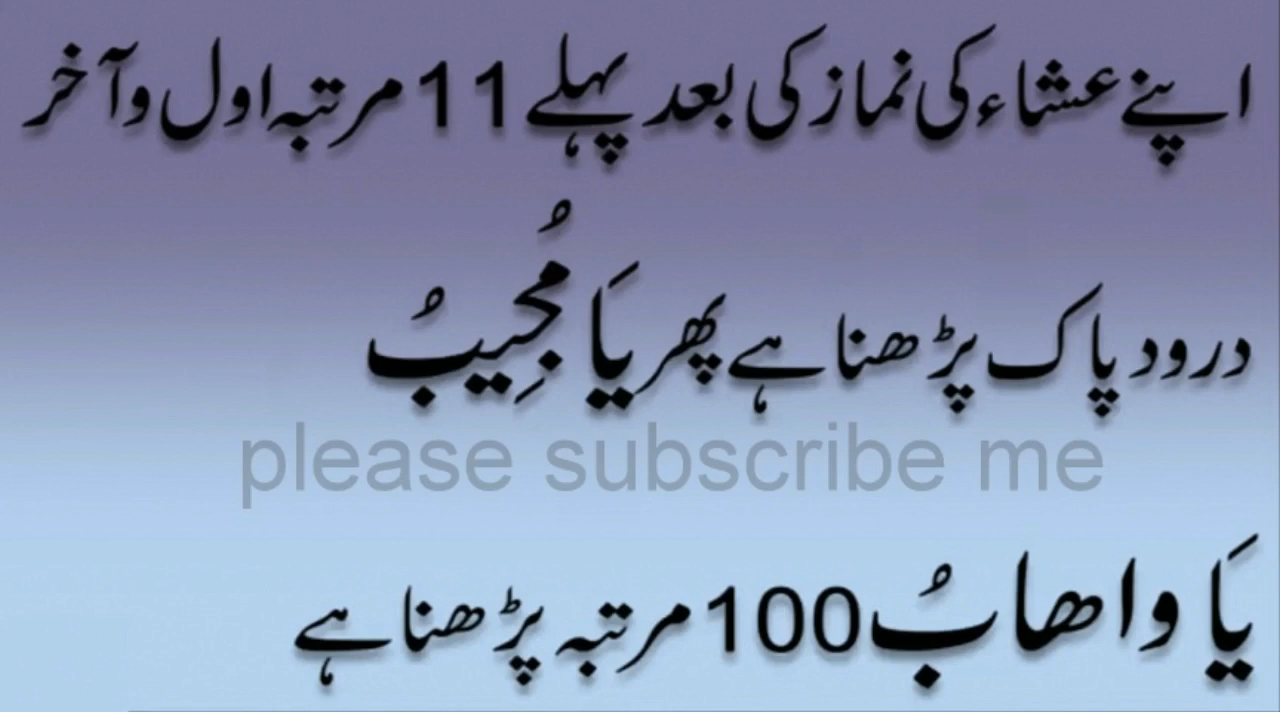 اپنے عشاء کی نماز کی بعد پہلے 11 مرتبہ اول و آخر
درود پاک پڑھنا ہے پھر یَا مُجِیبُ
please subscribe me
یَا واھابُ 100 مرتبہ پڑھنا ہے